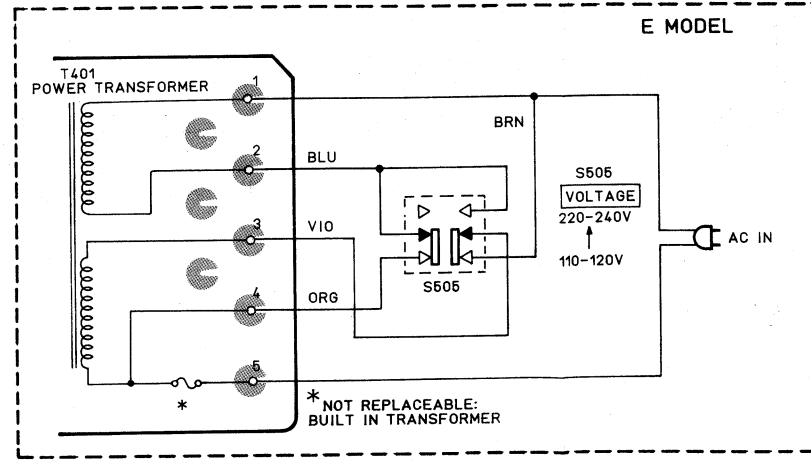 E MODEL
T401
POWER TRANSFORMER
1
2
3
4
5
BLU
VIO
ORG
BRN
S505
S505
VOLTAGE
220-240V
110-120V
AC IN
*
* NOT REPLACEABLE:
BUILT IN TRANSFORMER